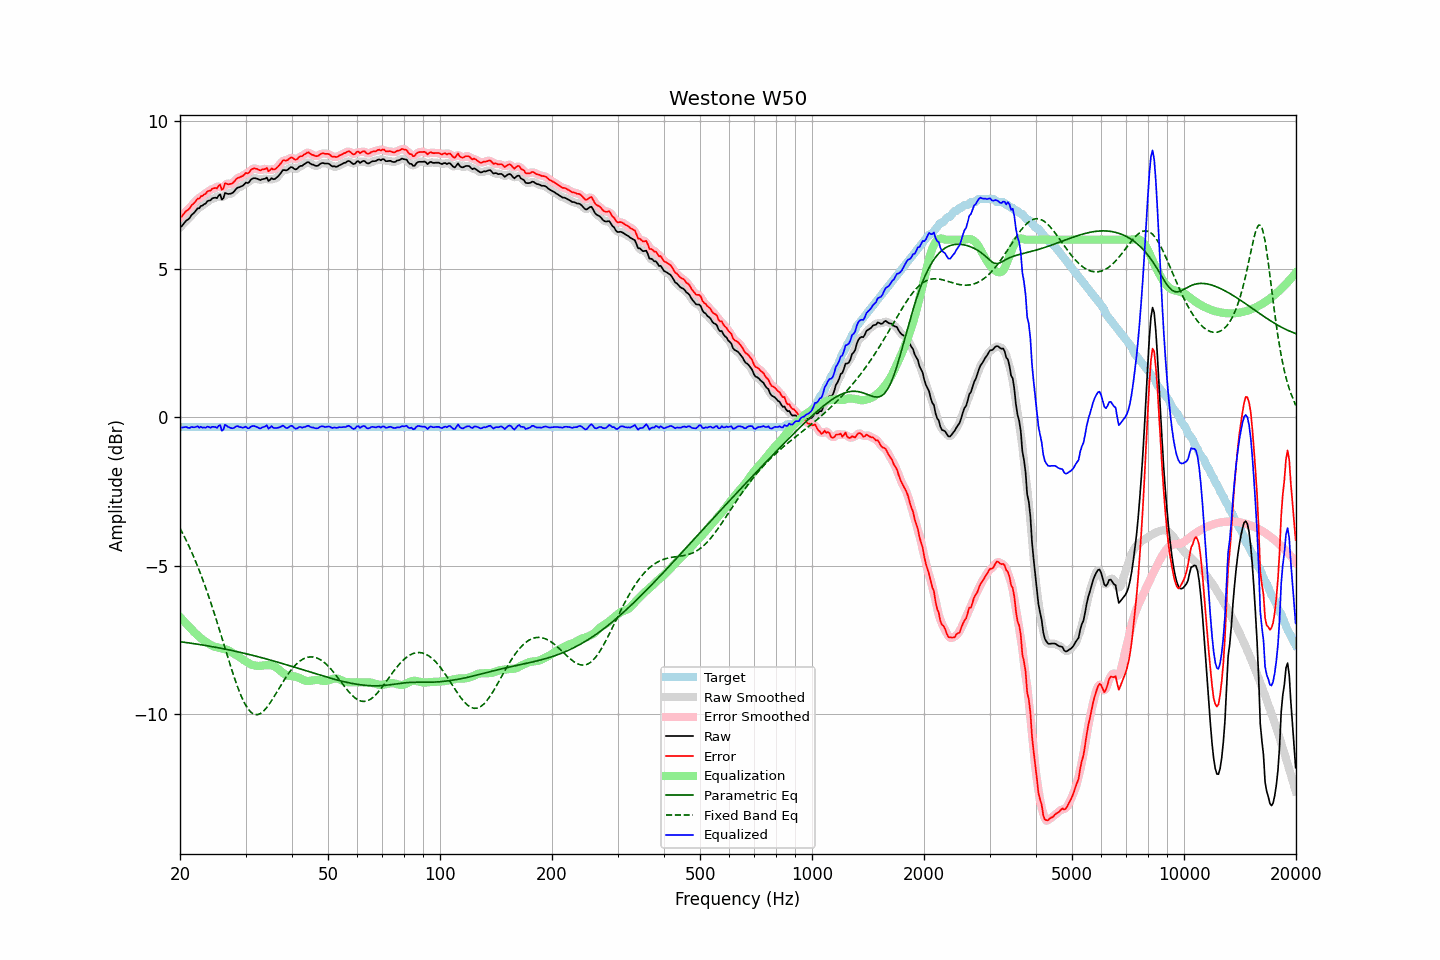 Westone W50
10
5
0
−5
−10
Amplitude (dBr)
20
50
100
200
500
1000
2000
5000
10000
20000
Frequency (Hz)
Target
Raw Smoothed
Error Smoothed
Raw
Error
Equalization
Parametric Eq
Fixed Band Eq
Equalized